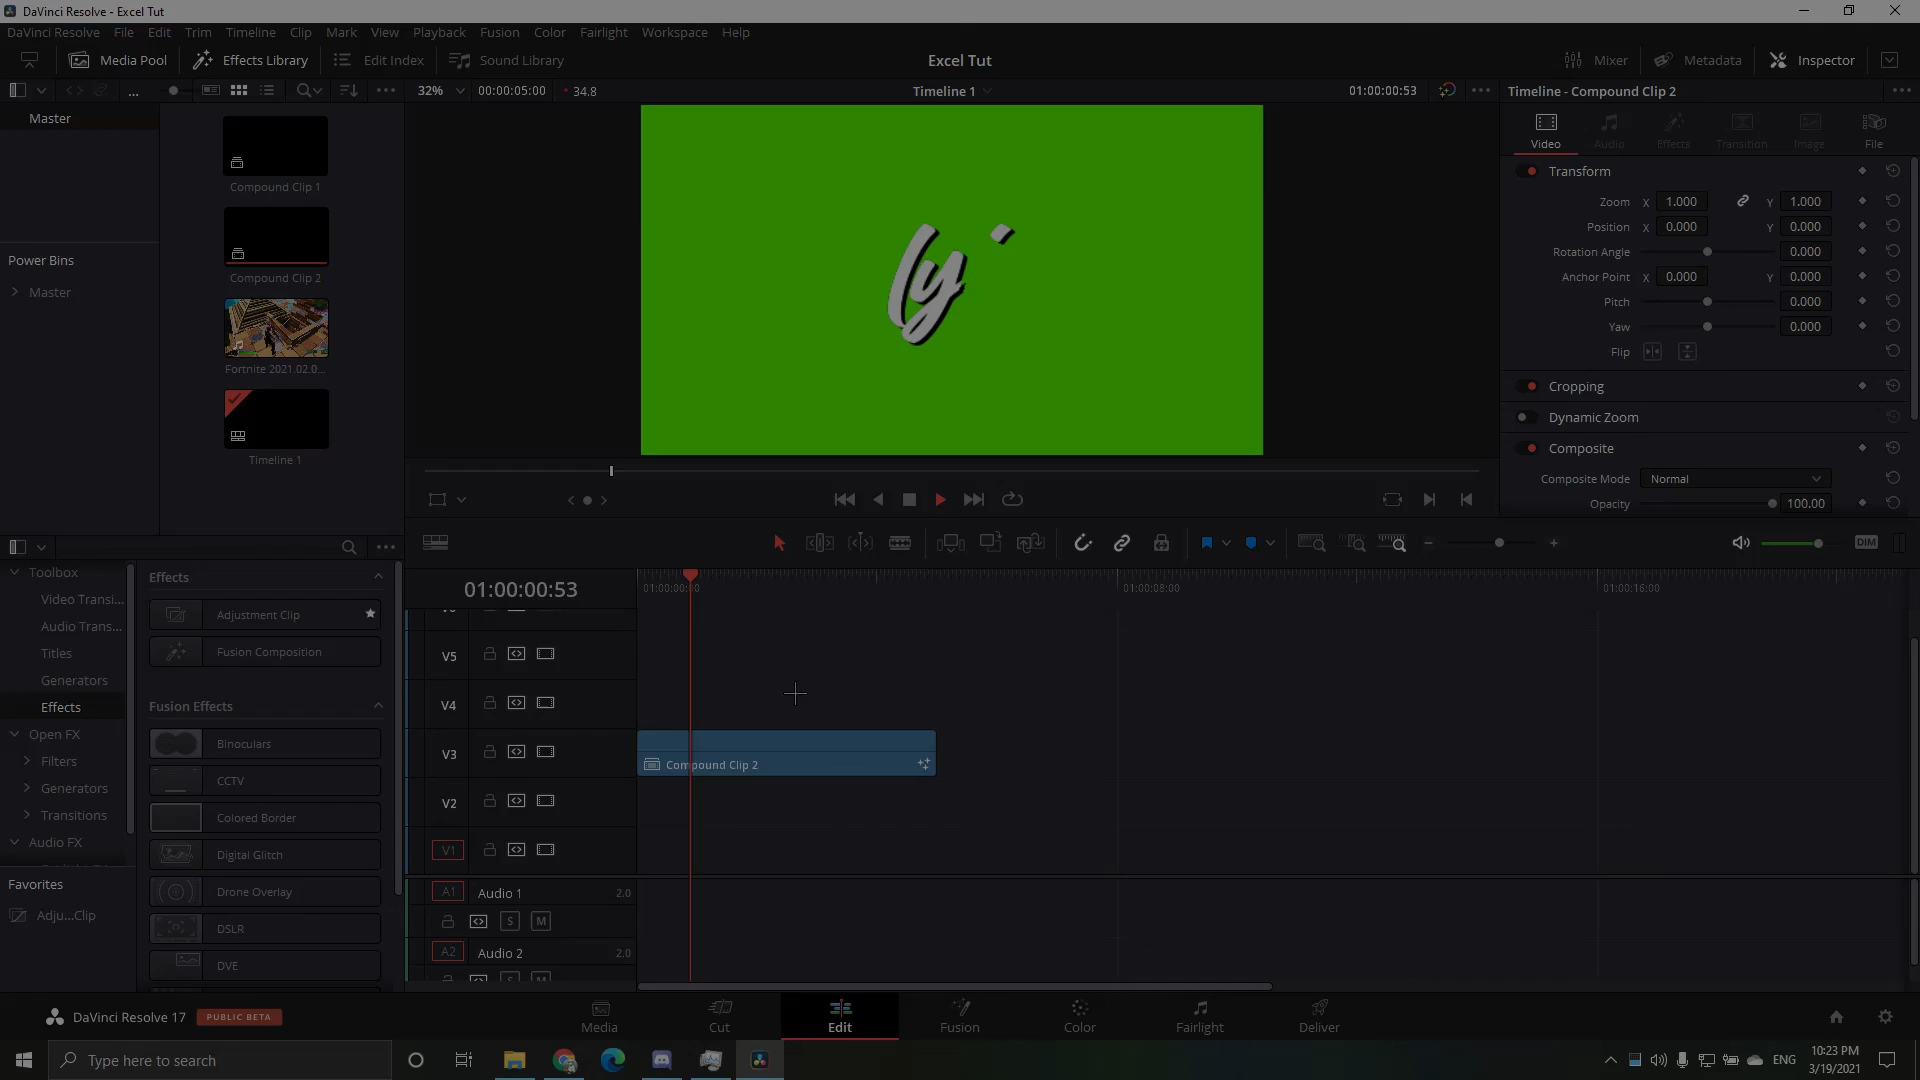 DaVinci Resolve - Excel Tut
DaVinci Resolve File Edit Trim Timeline Clip Mark View Playback Fusion Color Fairlight Workspace Help
Media Pool Effects Library Edit Index Sound Library Excel Tut Mixer Metadata Inspector
... 32% 00:00:05:00 34.8 Timeline 1 01:00:00:53 Timeline - Compound Clip 2
Master
Compound Clip 1
Compound Clip 2
Power Bins
Master
Fortnite 2021.02.0...
Timeline 1
ly
Video Audio Effects Transition Image File
Transform
Zoom X 1.000 Y 1.000
Position X 0.000 Y 0.000
Rotation Angle 0.000
Anchor Point X 0.000 Y 0.000
Pitch 0.000
Yaw 0.000
Flip
Cropping
Dynamic Zoom
Composite
Composite Mode Normal
Opacity 100.00
DIM
Toolbox
Video Transi...
Audio Trans...
Titles
Generators
Effects
Open FX
Filters
Generators
Transitions
Audio FX
Favorites
Adju...Clip
Effects
Adjustment Clip
Fusion Composition
Fusion Effects
Binoculars
CCTV
Colored Border
Digital Glitch
Drone Overlay
DSLR
DVE
01:00:00:53
01:00:00:00 01:00:08:00 01:00:16:00
V5
V4
V3
Compound Clip 2
V2
V1
A1 Audio 1 2.0
S M
A2 Audio 2 2.0
S M
DaVinci Resolve 17 PUBLIC BETA
Media Cut Edit Fusion Color Fairlight Deliver
Type here to search
ENG
10:23 PM
3/19/2021